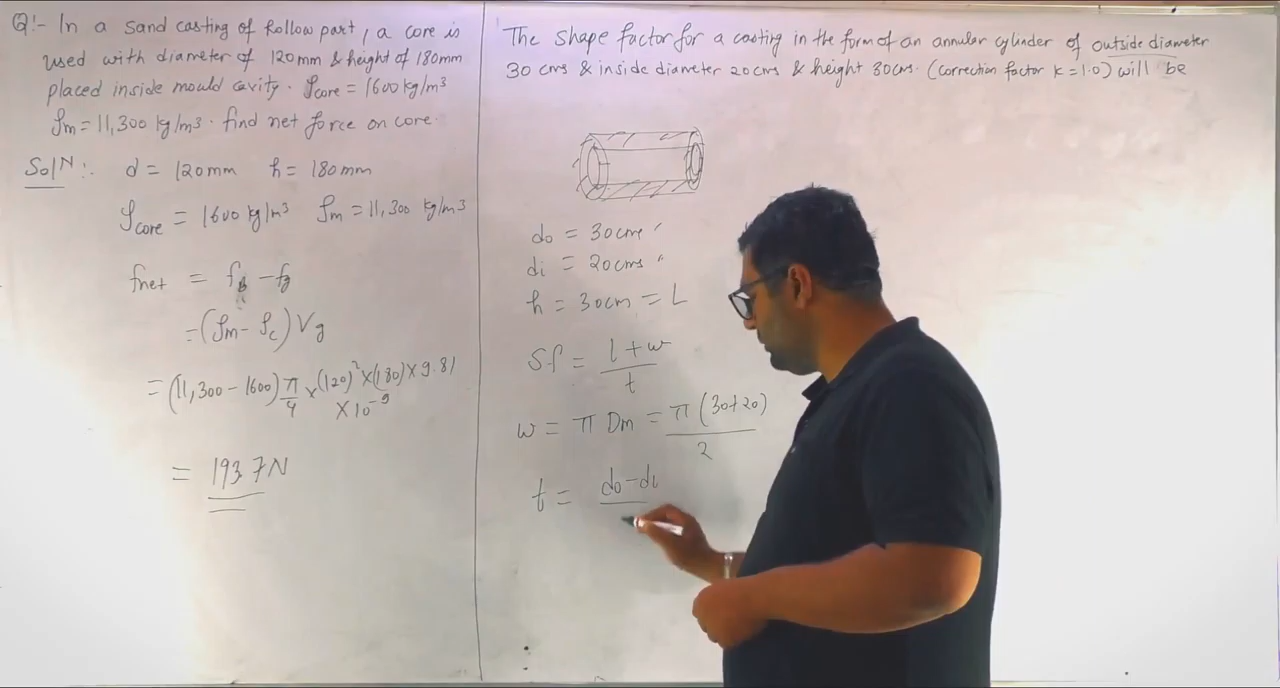 Q:- In a sand casting of hollow part, a core is
used with diameter of 120mm & height of 180mm
placed inside mould cavity. ρcore = 1600 kg/m³
ρm = 11,300 kg/m³. find net force on core.
SolN:. d = 120mm h = 180mm
ρcore = 1600 kg/m³ ρm = 11,300 kg/m³
fnet = fb - fg
= (ρm - ρc) Vg
= (11,300 - 1600) π/4 × (120)² × (180) × 9.81
× 10⁻⁹
= 193.7N
The shape factor for a casting in the form of an annular cylinder of outside diameter
30 cms & inside diameter 20cms & height 30cms. (correction factor k = 1.0) will be
do = 30cms
di = 20cms
h = 30cm = L
S.f = l + w / t
w = π Dm = π (30+20) / 2
t = do - di